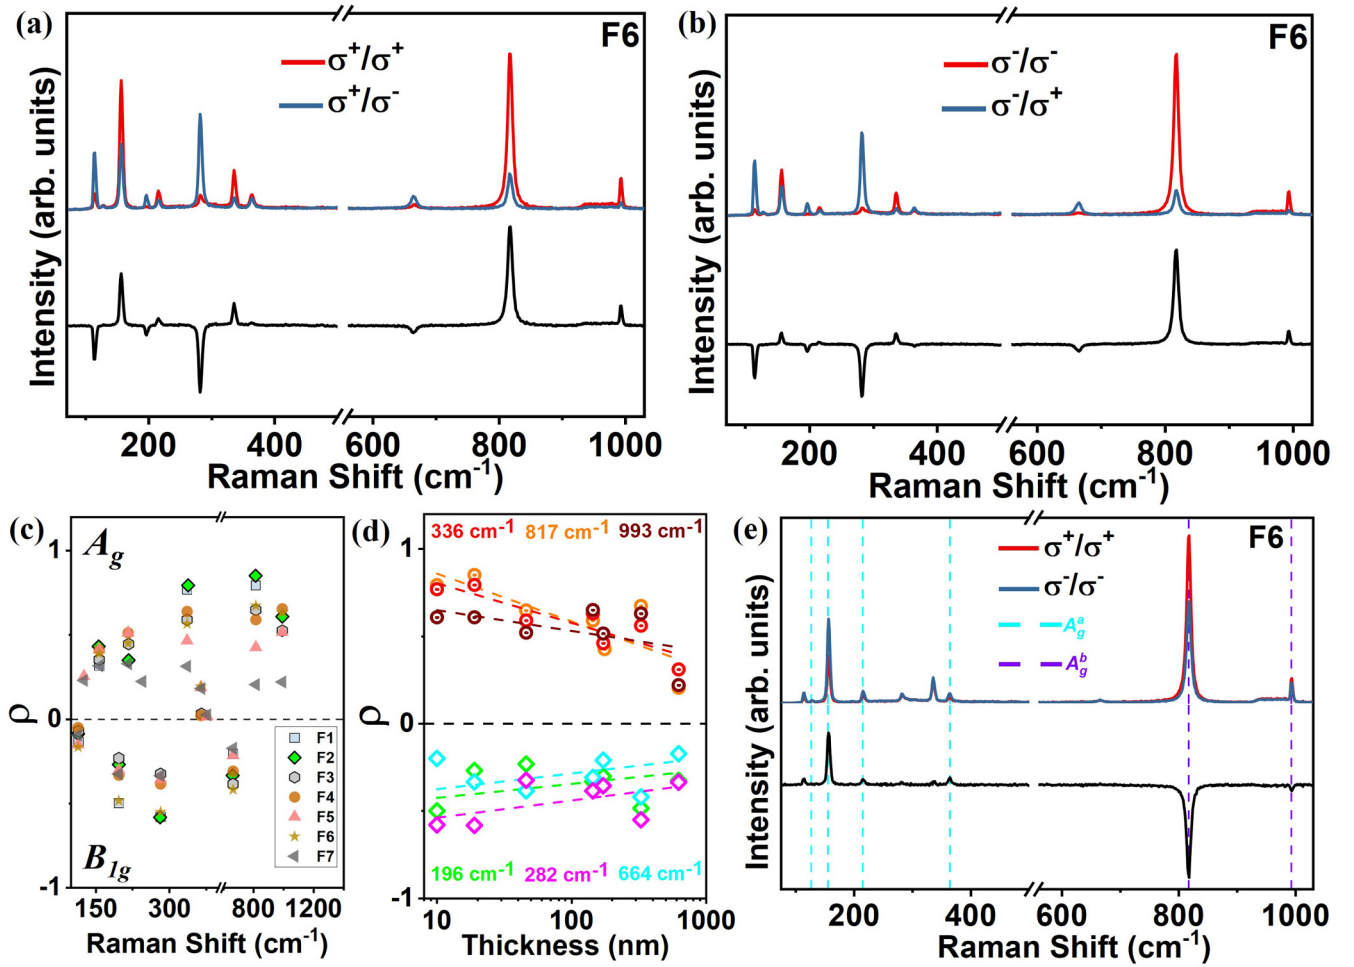 (a)
F6
σ⁺/σ⁺
σ⁺/σ⁻
Intensity (arb. units)
200 400 600 800 1000
Raman Shift (cm⁻¹)
(b)
F6
σ⁻/σ⁻
σ⁻/σ⁺
Intensity (arb. units)
200 400 600 800 1000
Raman Shift (cm⁻¹)
(c)
A_g
1
0
-1
ρ
B_1g
F1
F2
F3
F4
F5
F6
F7
150 300 800 1200
Raman Shift (cm⁻¹)
(d)
336 cm⁻¹ 817 cm⁻¹ 993 cm⁻¹
1
0
-1
ρ
196 cm⁻¹ 282 cm⁻¹ 664 cm⁻¹
10 100 1000
Thickness (nm)
(e)
F6
σ⁺/σ⁺
σ⁻/σ⁻
A_g^a
A_g^b
Intensity (arb. units)
200 400 600 800 1000
Raman Shift (cm⁻¹)